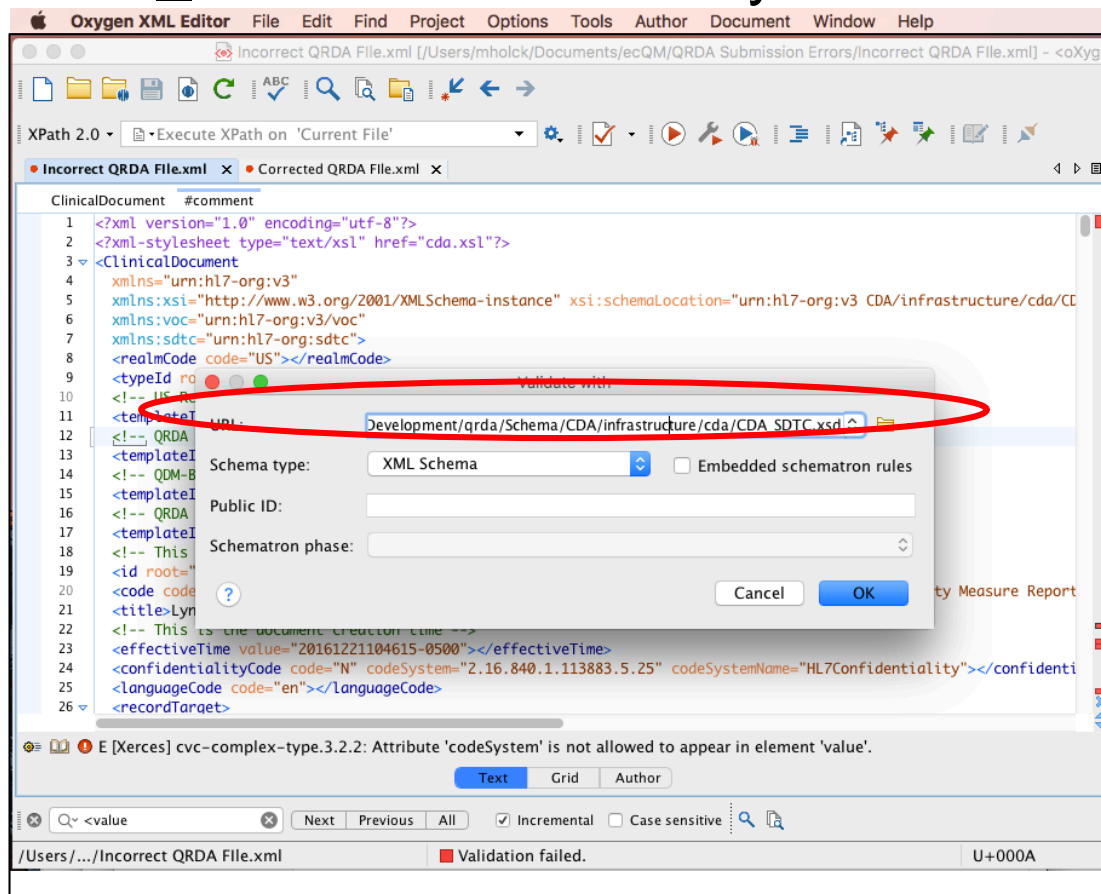 Oxygen XML Editor File Edit Find Project Options Tools Author Document Window Help
Incorrect QRDA FIle.xml [/Users/mholck/Documents/ecQM/QRDA Submission Errors/Incorrect QRDA FIle.xml] - <oXyg
ABC
XPath 2.0 Execute XPath on 'Current File'
Incorrect QRDA FIle.xml X Corrected QRDA FIle.xml X
ClinicalDocument #comment
1 <?xml version="1.0" encoding="utf-8"?>
2 <?xml-stylesheet type="text/xsl" href="cda.xsl"?>
3 <ClinicalDocument
4 xmlns="urn:hl7-org:v3"
5 xmlns:xsi="http://www.w3.org/2001/XMLSchema-instance" xsi:schemaLocation="urn:hl7-org:v3 CDA/infrastructure/cda/CD
6 xmlns:voc="urn:hl7-org:v3/voc"
7 xmlns:sdtc="urn:hl7-org:sdtc">
8 <realmCode code="US"></realmCode>
9 <typeId ro
Validate with
10 <!-- US Re
11 <templateI
URL: Development/qrda/Schema/CDA/infrastructure/cda/CDA_SDTC.xsd
12 <!-- QRDA
13 <templateI
Schema type: XML Schema Embedded schematron rules
14 <!-- QDM-B
15 <templateI
Public ID:
16 <!-- QRDA
17 <templateI
Schematron phase:
18 <!-- This
19 <id root="
20 <code code
? Cancel OK
ty Measure Report
21 <title>Lyn
22 <!-- This is the document creation time -->
23 <effectiveTime value="20161221104615-0500"></effectiveTime>
24 <confidentialityCode code="N" codeSystem="2.16.840.1.113883.5.25" codeSystemName="HL7Confidentiality"></confidenti
25 <languageCode code="en"></languageCode>
26 <recordTarget>
E [Xerces] cvc-complex-type.3.2.2: Attribute 'codeSystem' is not allowed to appear in element 'value'.
Text Grid Author
<value Next Previous All Incremental Case sensitive
/Users/.../Incorrect QRDA FIle.xml Validation failed. U+000A